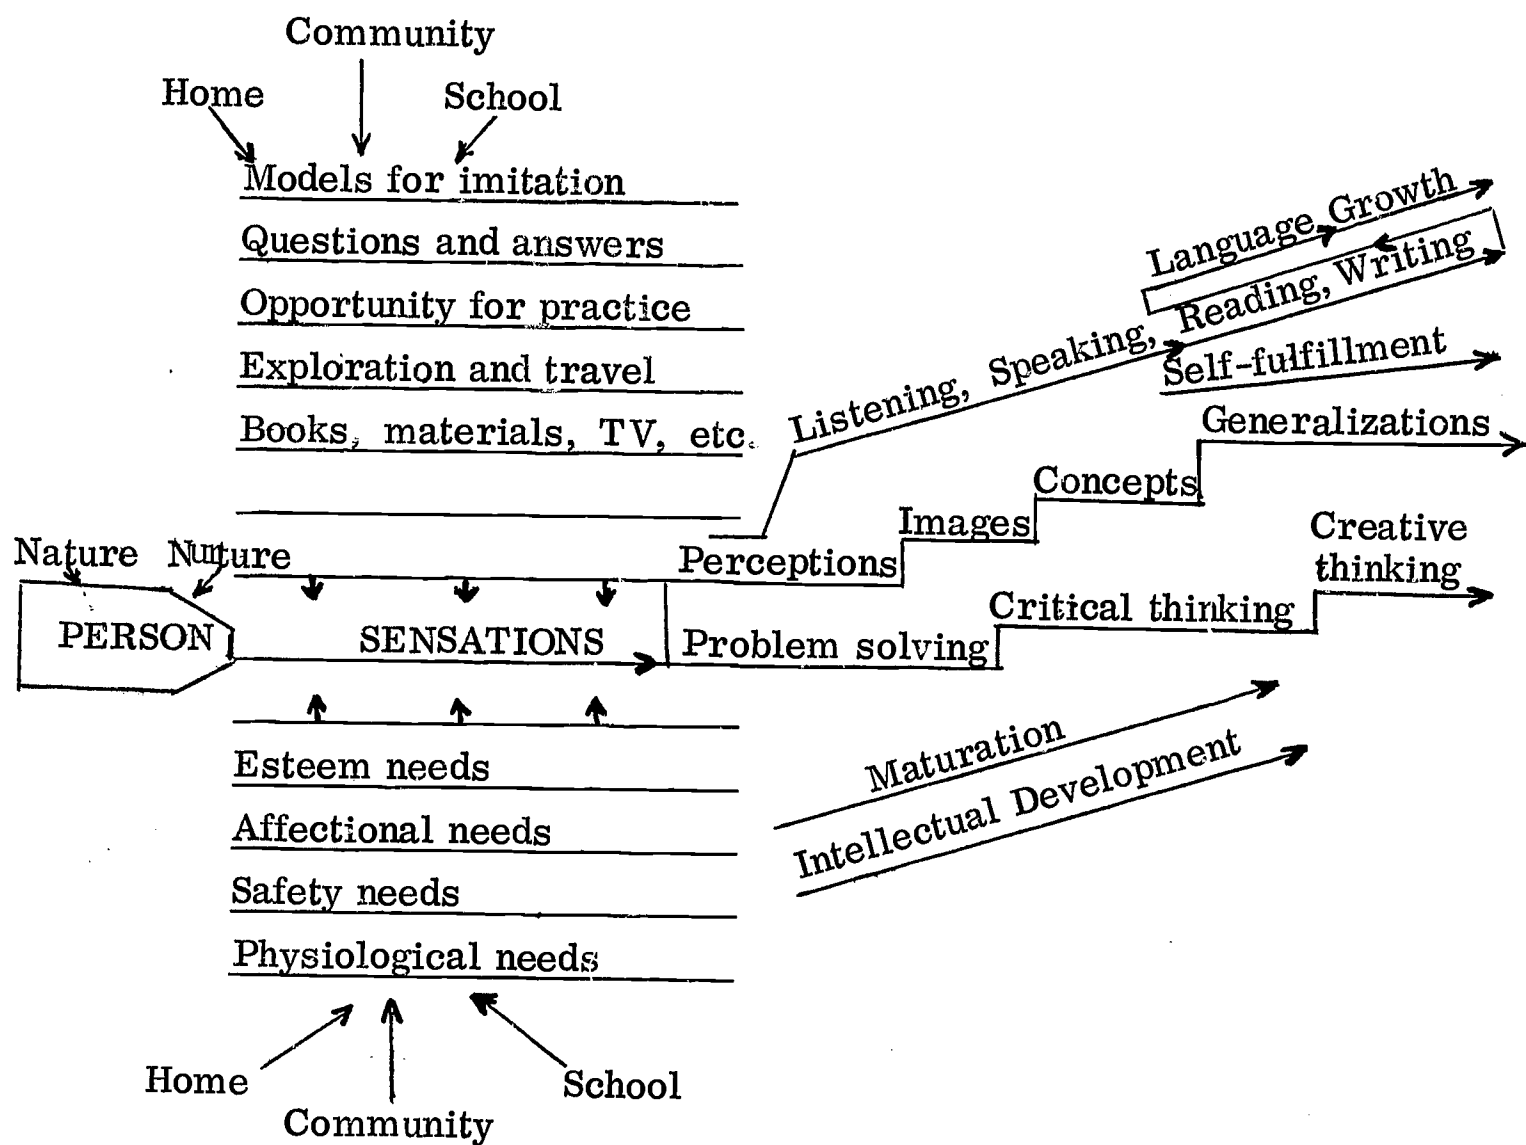 Community
Home
School
Models for imitation
Questions and answers
Opportunity for practice
Exploration and travel
Books, materials, TV, etc.
Language Growth
Listening, Speaking, Reading, Writing
Self-fulfillment
Generalizations
Concepts
Images
Perceptions
Creative
thinking
Critical thinking
Problem solving
Nature Nurture
PERSON
SENSATIONS
Maturation
Intellectual Development
Esteem needs
Affectional needs
Safety needs
Physiological needs
Home
School
Community